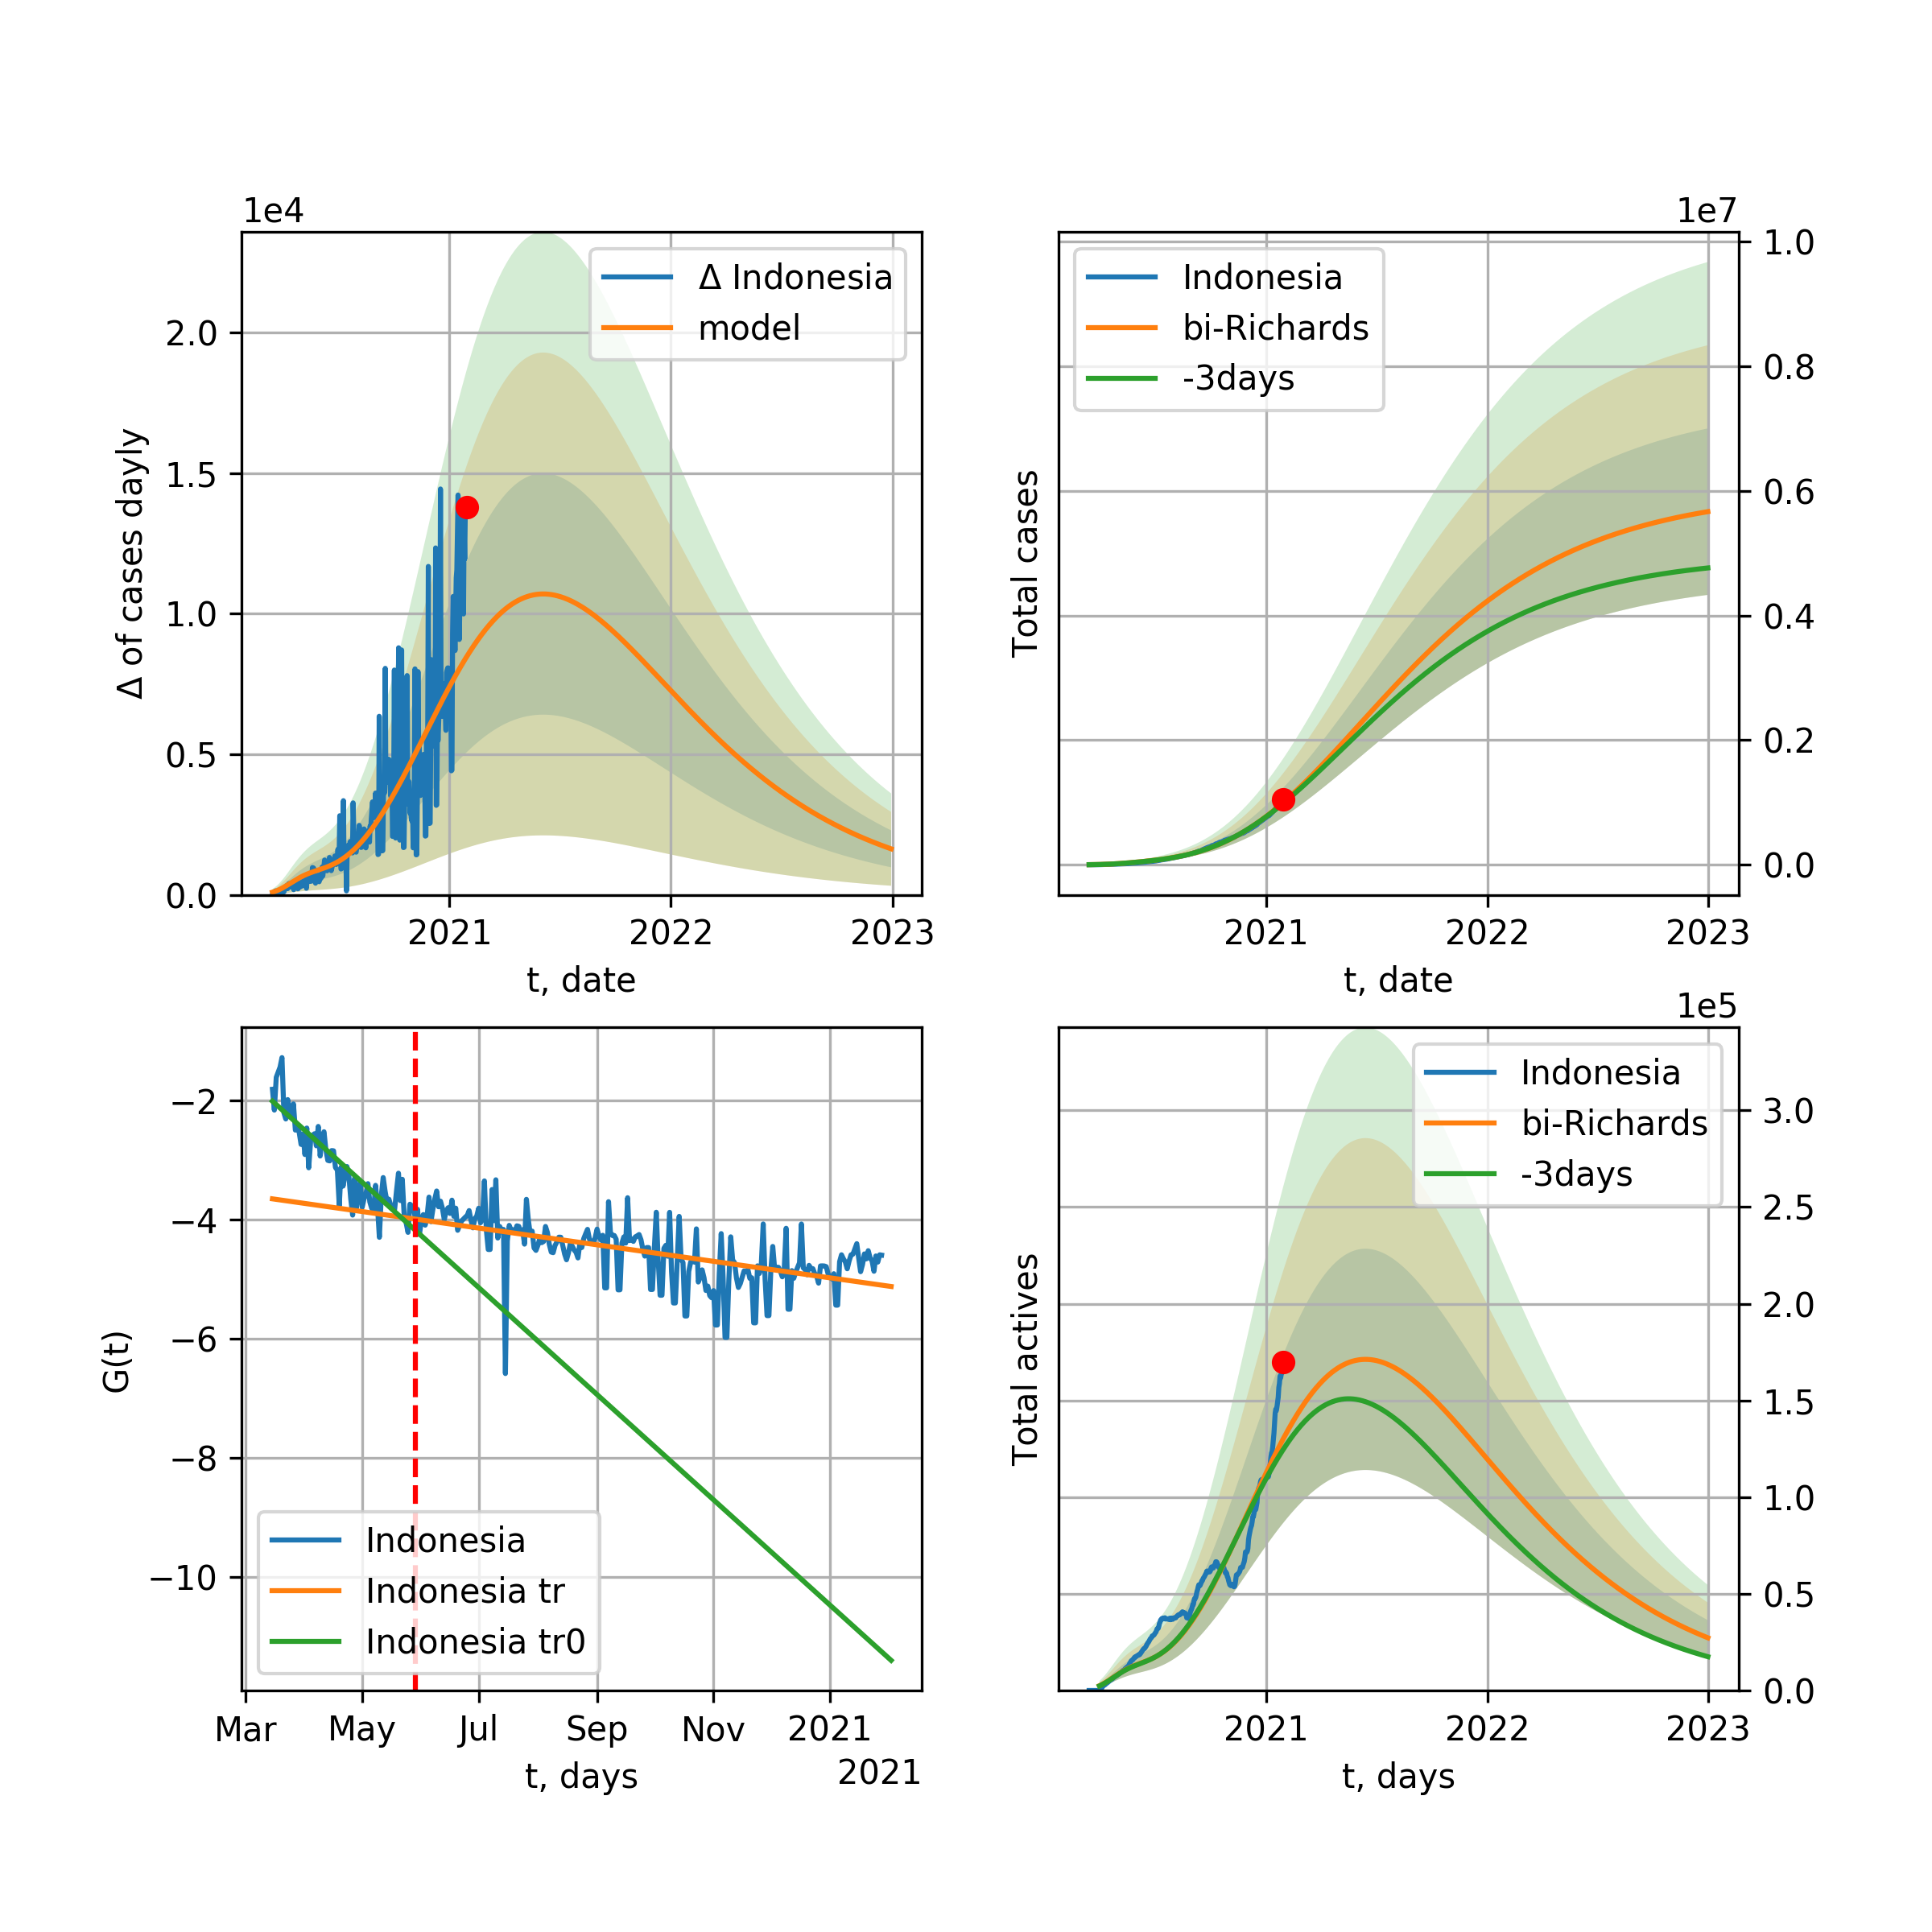 1e4
Δ Indonesia
model
2.0
1.5
1.0
0.5
0.0
Δ of cases dayly
2021 2022 2023
t, date
1e7
Indonesia
bi-Richards
-3days
1.0
0.8
0.6
0.4
0.2
0.0
Total cases
2021 2022 2023
t, date
−2
−4
−6
−8
−10
G(t)
Indonesia
Indonesia tr
Indonesia tr0
Mar May Jul Sep Nov 2021
t, days
2021
1e5
Indonesia
bi-Richards
-3days
3.0
2.5
2.0
1.5
1.0
0.5
0.0
Total actives
2021 2022 2023
t, days